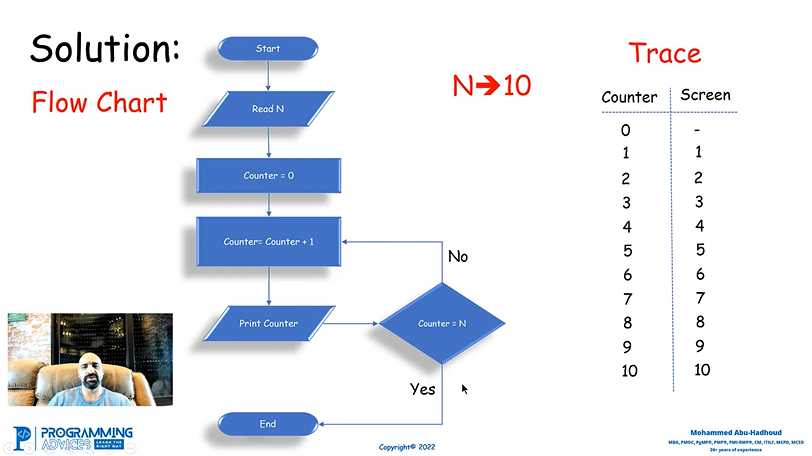 Solution:
Flow Chart
Start
Read N
Counter = 0
Counter= Counter + 1
Print Counter
Counter = N
No
Yes
End
N➔10
Trace
Counter Screen
0 -
1 1
2 2
3 3
4 4
5 5
6 6
7 7
8 8
9 9
10 10
PROGRAMMING
ADVICES
LEARN THE
RIGHT WAY
Copyright© 2022
Mohammed Abu-Hadhoud
MBA, PMOC, PgMP®, PMP®, PMI-RMP®, CM, ITILF, MCPD, MCSD
26+ years of experience